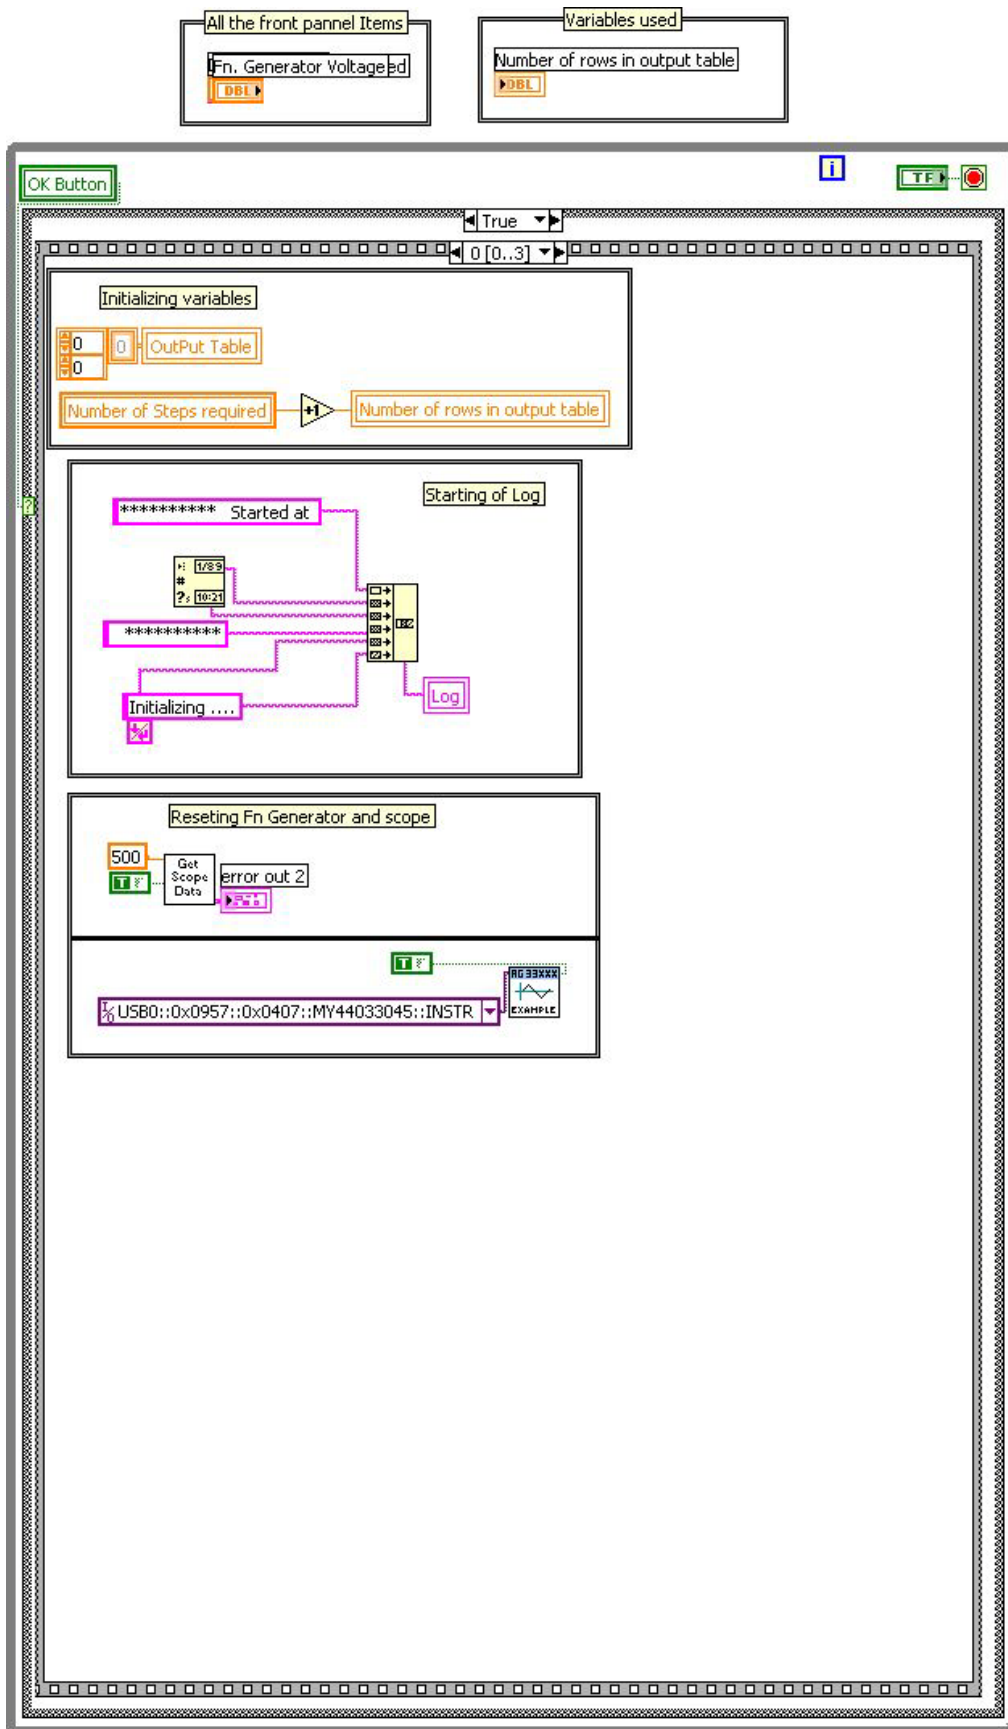 All the front pannel Items
Variables used
Fn. Generator Voltage
ed
DBL
Number of rows in output table
DBL
OK Button
i
TF
True
0 [0..3]
Initializing variables
0
0
0
OutPut Table
Number of Steps required
+1
Number of rows in output table
Starting of Log
********** Started at
1/89
#
?s 10:21
**********
Initializing ....
Log
?
Reseting Fn Generator and scope
500
T
Get
Scope
Data
error out 2
T
AG 33XXX
EXAMPLE
I/O USB0::0x0957::0x0407::MY44033045::INSTR